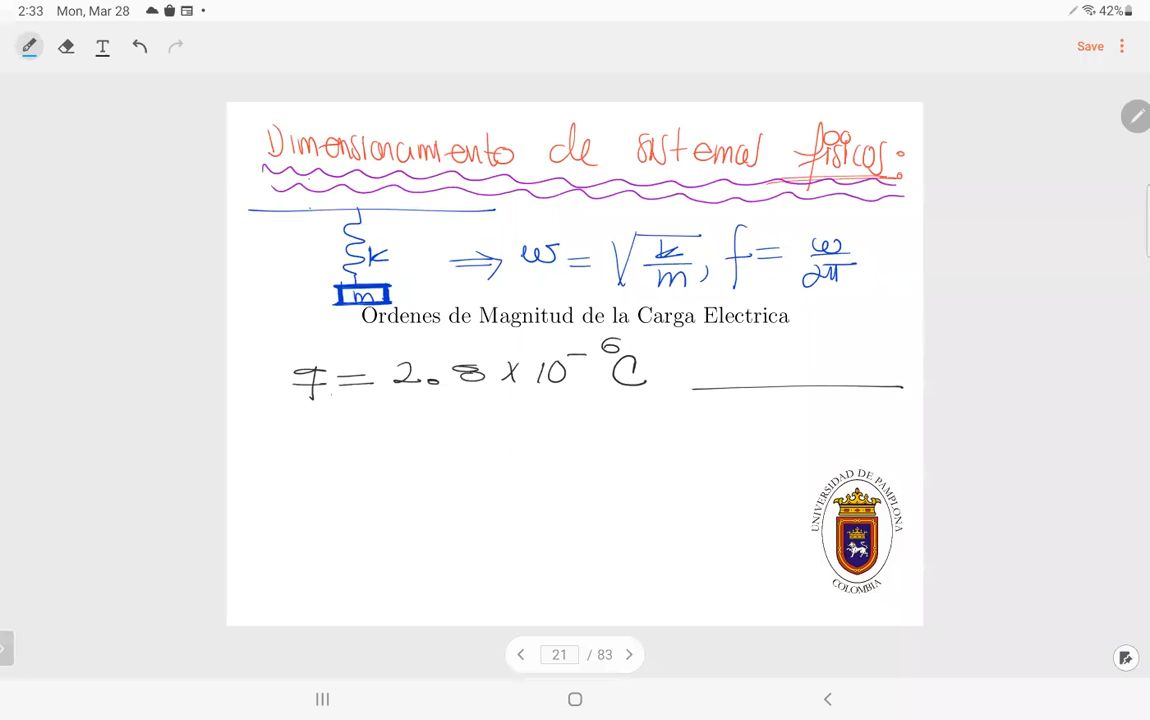 2:33 Mon, Mar 28
42%
T
Save
Dimensionamiento de sistemas físicos:
k
⇒ w = √k/m, f = w/2π
m
Ordenes de Magnitud de la Carga Electrica
q = 2.8 x 10⁻⁶C
UNIVERSIDAD DE PAMPLONA
COLOMBIA
21 / 83